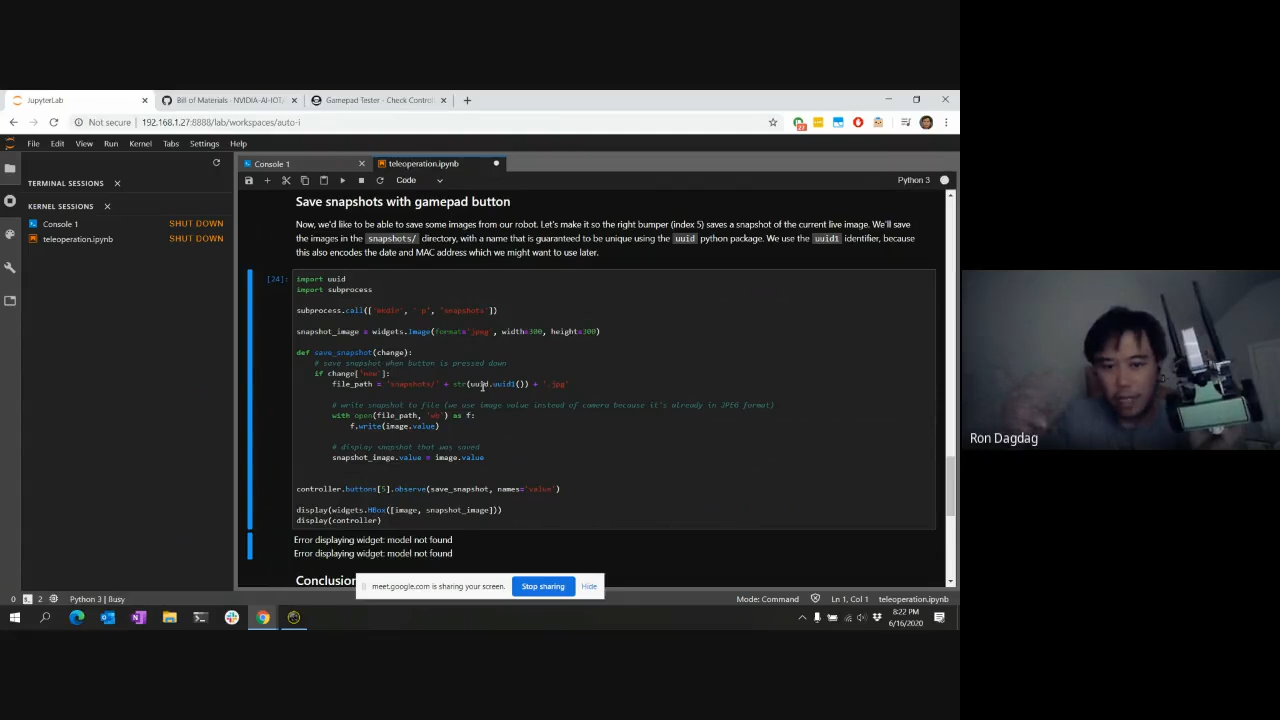 JupyterLab
Bill of Materials - NVIDIA-AI-IOT/
Gamepad Tester - Check Controll
Not secure
192.168.1.27:8888/lab/workspaces/auto-i
File Edit View Run Kernel Tabs Settings Help
TERMINAL SESSIONS
KERNEL SESSIONS
Console 1 SHUT DOWN
teleoperation.ipynb SHUT DOWN
Console 1
teleoperation.ipynb
Code
Python 3
Save snapshots with gamepad button
Now, we'd like to be able to save some images from our robot. Let's make it so the right bumper (index 5) saves a snapshot of the current live image. We'll save
the images in the snapshots/ directory, with a name that is guaranteed to be unique using the uuid python package. We use the uuid1 identifier, because
this also encodes the date and MAC address which we might want to use later.
[24]:
import uuid
import subprocess
subprocess.call(['mkdir', '-p', 'snapshots'])
snapshot_image = widgets.Image(format='jpeg', width=300, height=300)
def save_snapshot(change):
# save snapshot when button is pressed down
if change['new']:
file_path = 'snapshots/' + str(uuid.uuid1()) + '.jpg'
# write snapshot to file (we use image value instead of camera because it's already in JPEG format)
with open(file_path, 'wb') as f:
f.write(image.value)
# display snapshot that was saved
snapshot_image.value = image.value
controller.buttons[5].observe(save_snapshot, names='value')
display(widgets.HBox([image, snapshot_image]))
display(controller)
Error displaying widget: model not found
Error displaying widget: model not found
Conclusion
meet.google.com is sharing your screen.
Stop sharing
Hide
0
2
Python 3 | Busy
Mode: Command
Ln 1, Col 1
teleoperation.ipynb
8:22 PM
6/16/2020
Ron Dagdag